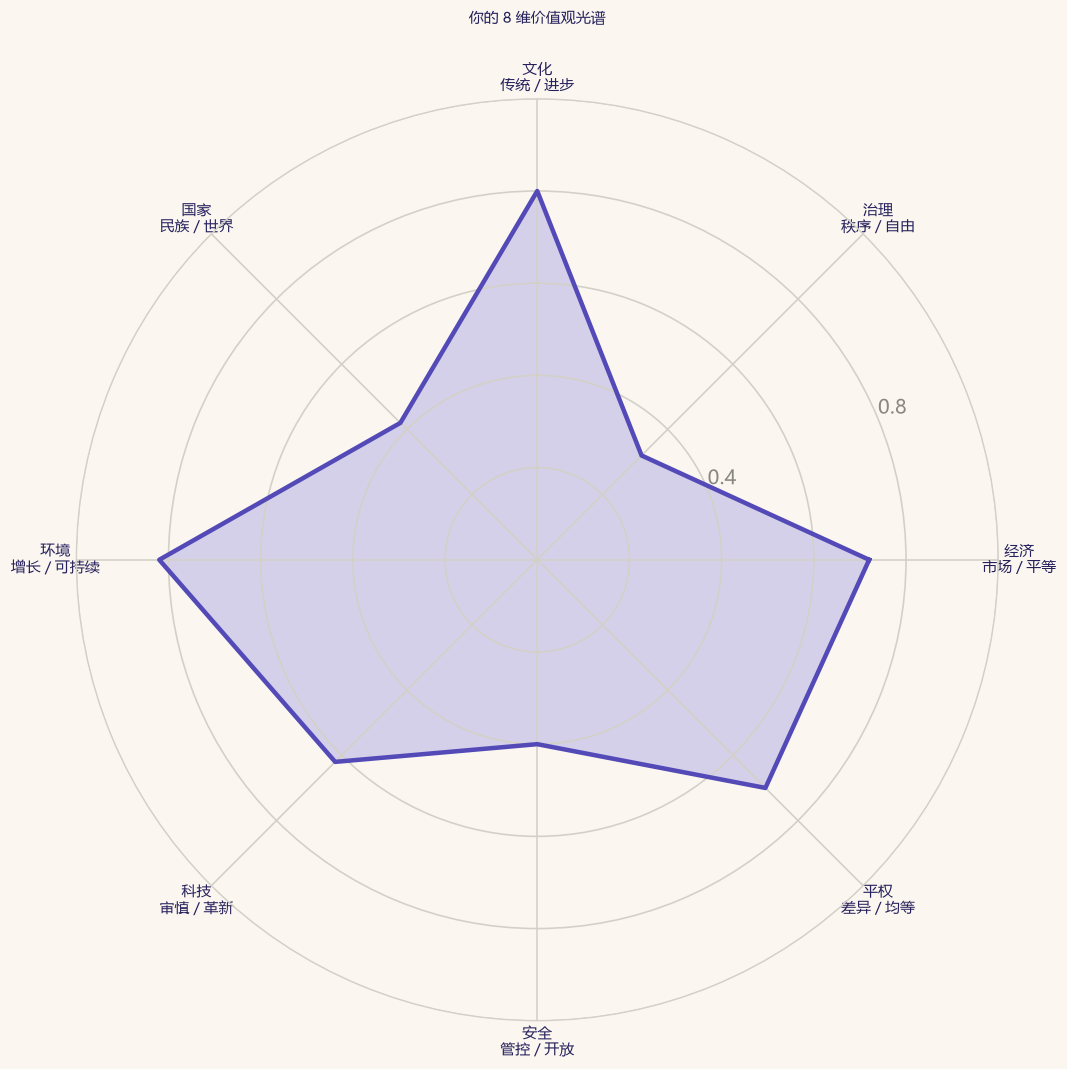 你的 8 维价值观光谱
文化
传统 / 进步
国家
民族 / 世界
治理
秩序 / 自由
0.8
0.4
环境
增长 / 可持续
经济
市场 / 平等
科技
审慎 / 革新
平权
差异 / 均等
安全
管控 / 开放